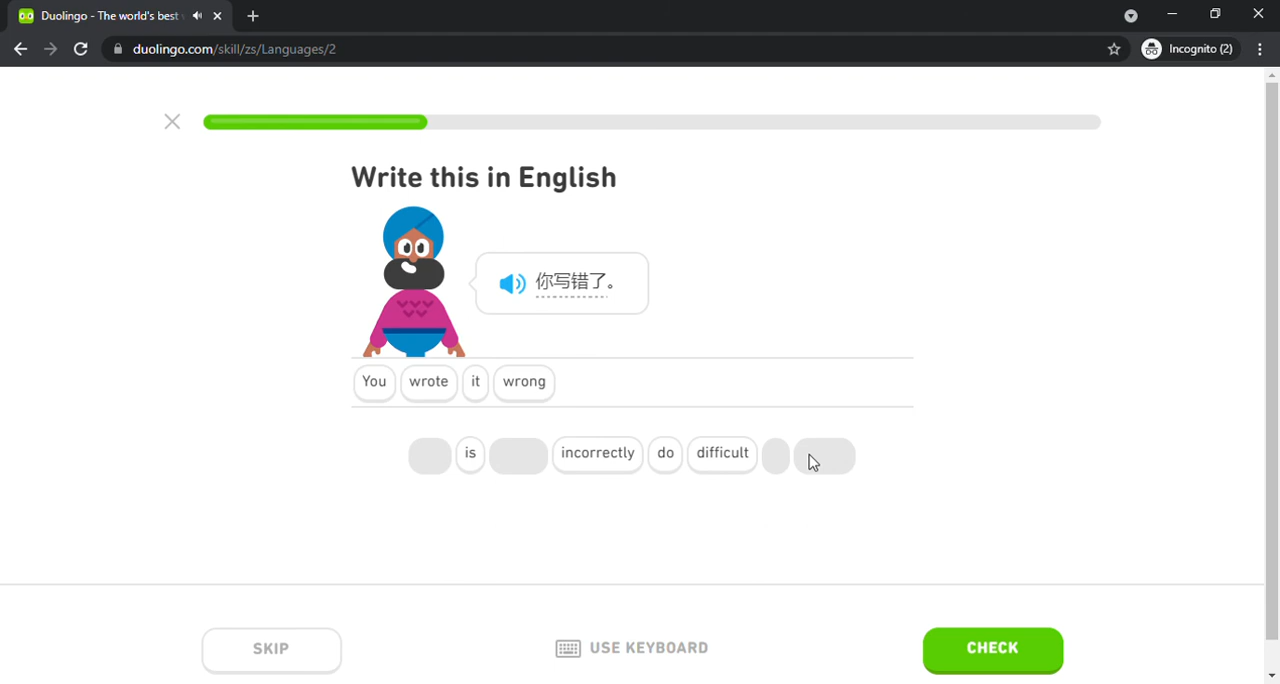 Duolingo - The world's best
duolingo.com/skill/zs/Languages/2
Incognito (2)
Write this in English
你写错了。
You wrote it wrong
is incorrectly do difficult
SKIP
USE KEYBOARD
CHECK